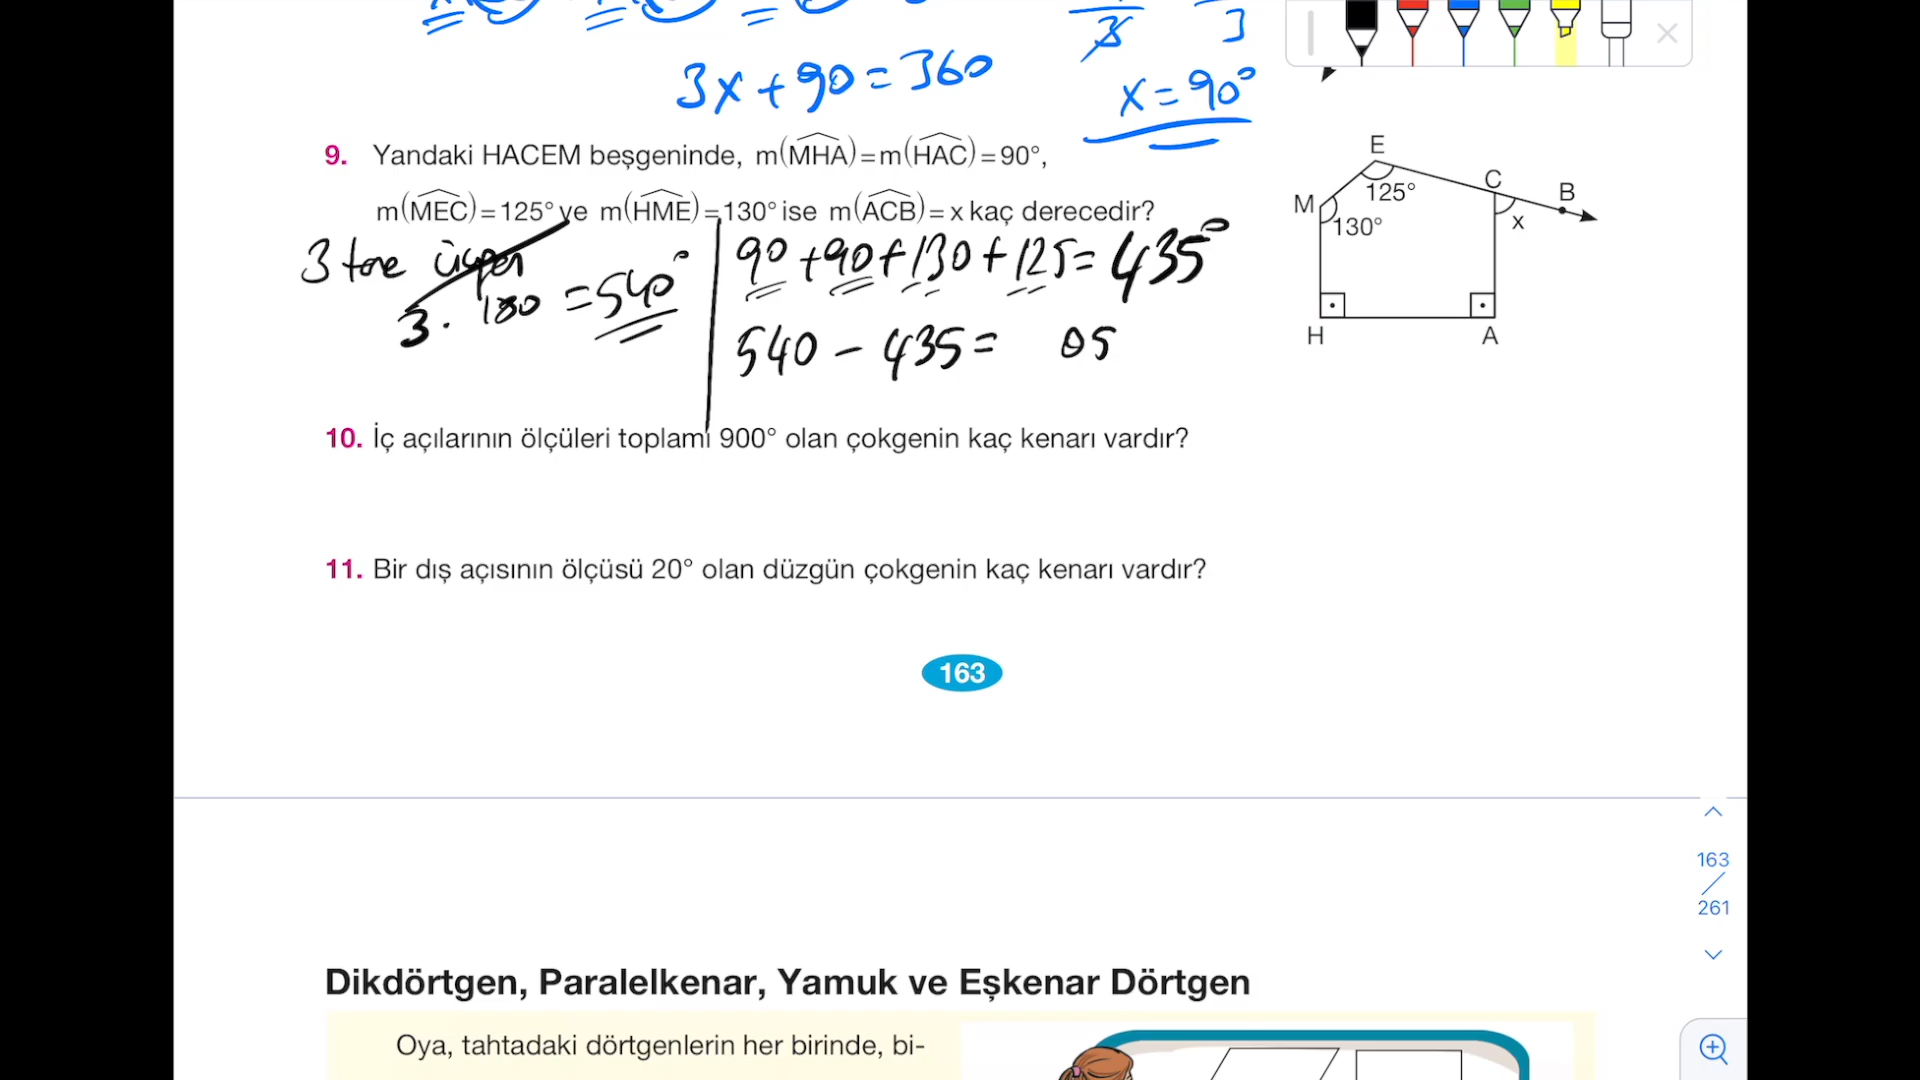 3x+90=360
3
3
x=90°
9. Yandaki HACEM beşgeninde, m(MHA)=m(HAC)=90°,
m(MEC)=125° ve m(HME)=130° ise m(ACB)=x kaç derecedir?
3 tane üçgen
3. 180 =540°
90+90+130+125=435°
540-435= 05
E
125°
C
B
M
130°
x
H
A
10. İç açılarının ölçüleri toplamı 900° olan çokgenin kaç kenarı vardır?
11. Bir dış açısının ölçüsü 20° olan düzgün çokgenin kaç kenarı vardır?
163
163
261
Dikdörtgen, Paralelkenar, Yamuk ve Eşkenar Dörtgen
Oya, tahtadaki dörtgenlerin her birinde, bi-